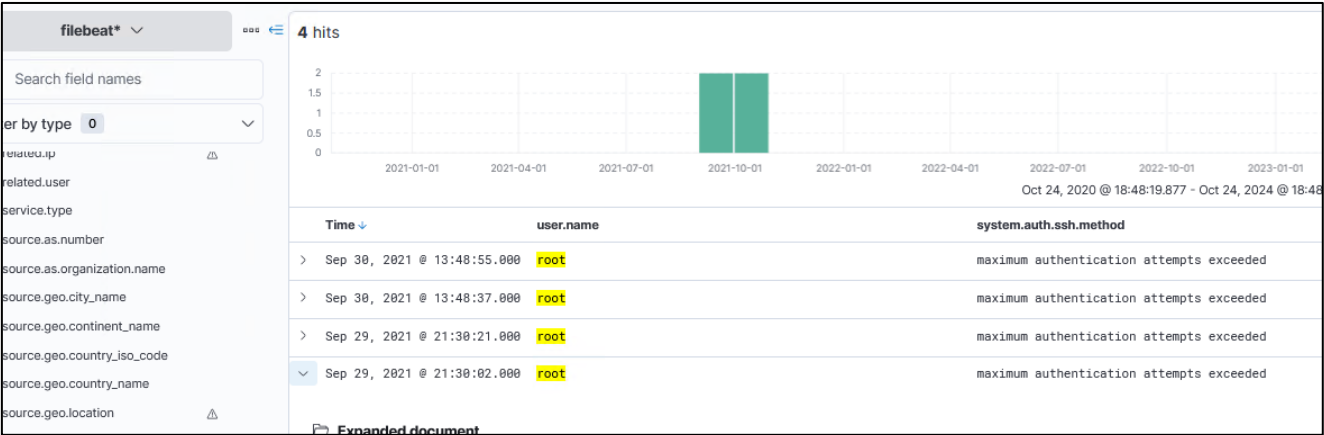 filebeat*
4 hits
Search field names
er by type 0
related.ip
related.user
service.type
source.as.number
source.as.organization.name
source.geo.city_name
source.geo.continent_name
source.geo.country_iso_code
source.geo.country_name
source.geo.location
2
1.5
1
0.5
0
2021-01-01 2021-04-01 2021-07-01 2021-10-01 2022-01-01 2022-04-01 2022-07-01 2022-10-01 2023-01-01
Oct 24, 2020 @ 18:48:19.877 - Oct 24, 2024 @ 18:48
Time user.name system.auth.ssh.method
Sep 30, 2021 @ 13:48:55.000 root maximum authentication attempts exceeded
Sep 30, 2021 @ 13:48:37.000 root maximum authentication attempts exceeded
Sep 29, 2021 @ 21:30:21.000 root maximum authentication attempts exceeded
Sep 29, 2021 @ 21:30:02.000 root maximum authentication attempts exceeded
Expanded document